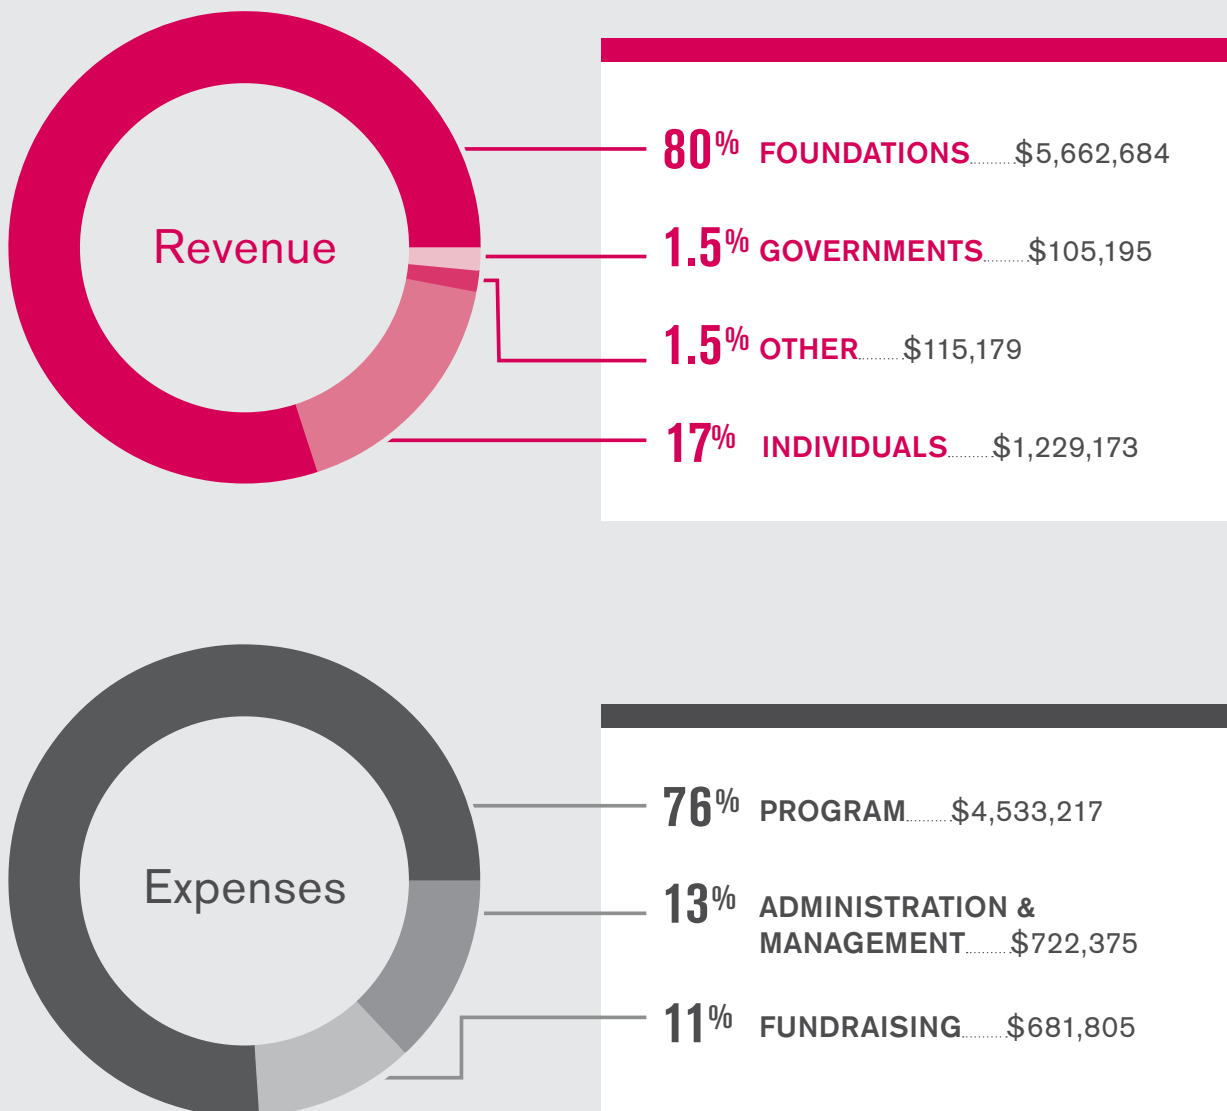 Revenue
80% FOUNDATIONS........$5,662,684
1.5% GOVERNMENTS........$105,195
1.5% OTHER........$115,179
17% INDIVIDUALS........$1,229,173
Expenses
76% PROGRAM........$4,533,217
13% ADMINISTRATION &
MANAGEMENT........$722,375
11% FUNDRAISING........$681,805